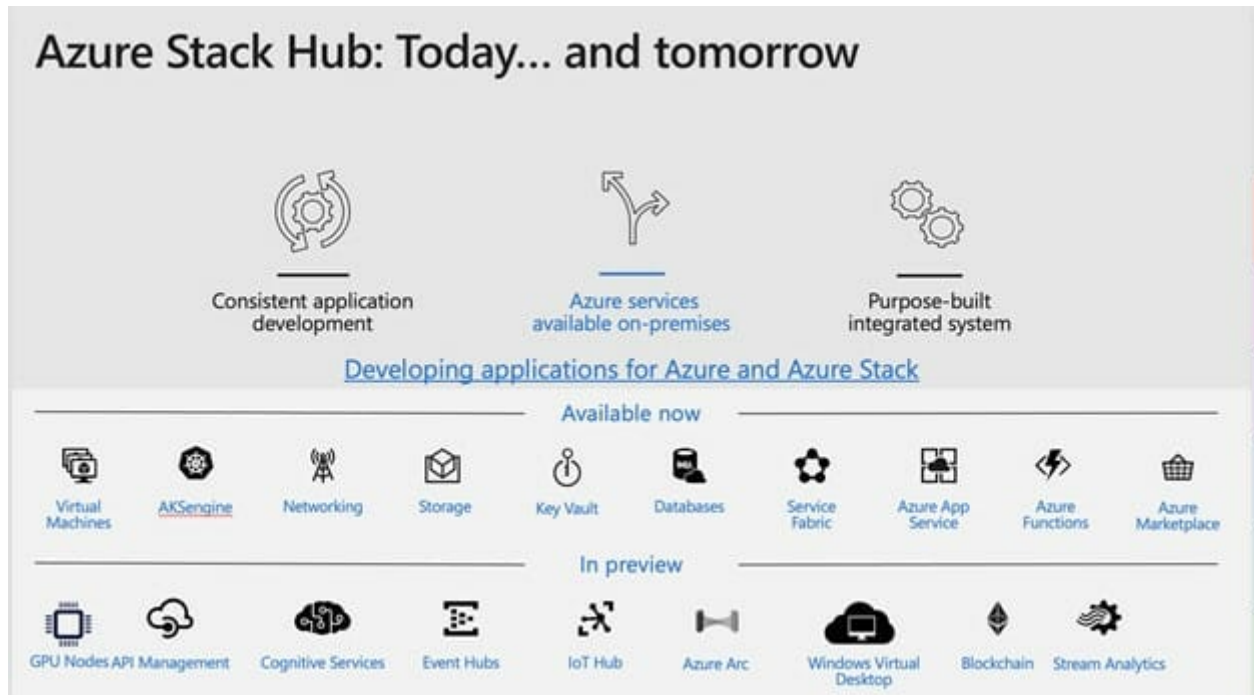 Azure Stack Hub: Today... and tomorrow
Consistent application
development
Azure services
available on-premises
Purpose-built
integrated system
Developing applications for Azure and Azure Stack
Available now
Virtual
Machines
AKSengine
Networking
Storage
Key Vault
Databases
Service
Fabric
Azure App
Service
Azure
Functions
Azure
Marketplace
In preview
GPU Nodes
API Management
Cognitive Services
Event Hubs
IoT Hub
Azure Arc
Windows Virtual
Desktop
Blockchain
Stream Analytics